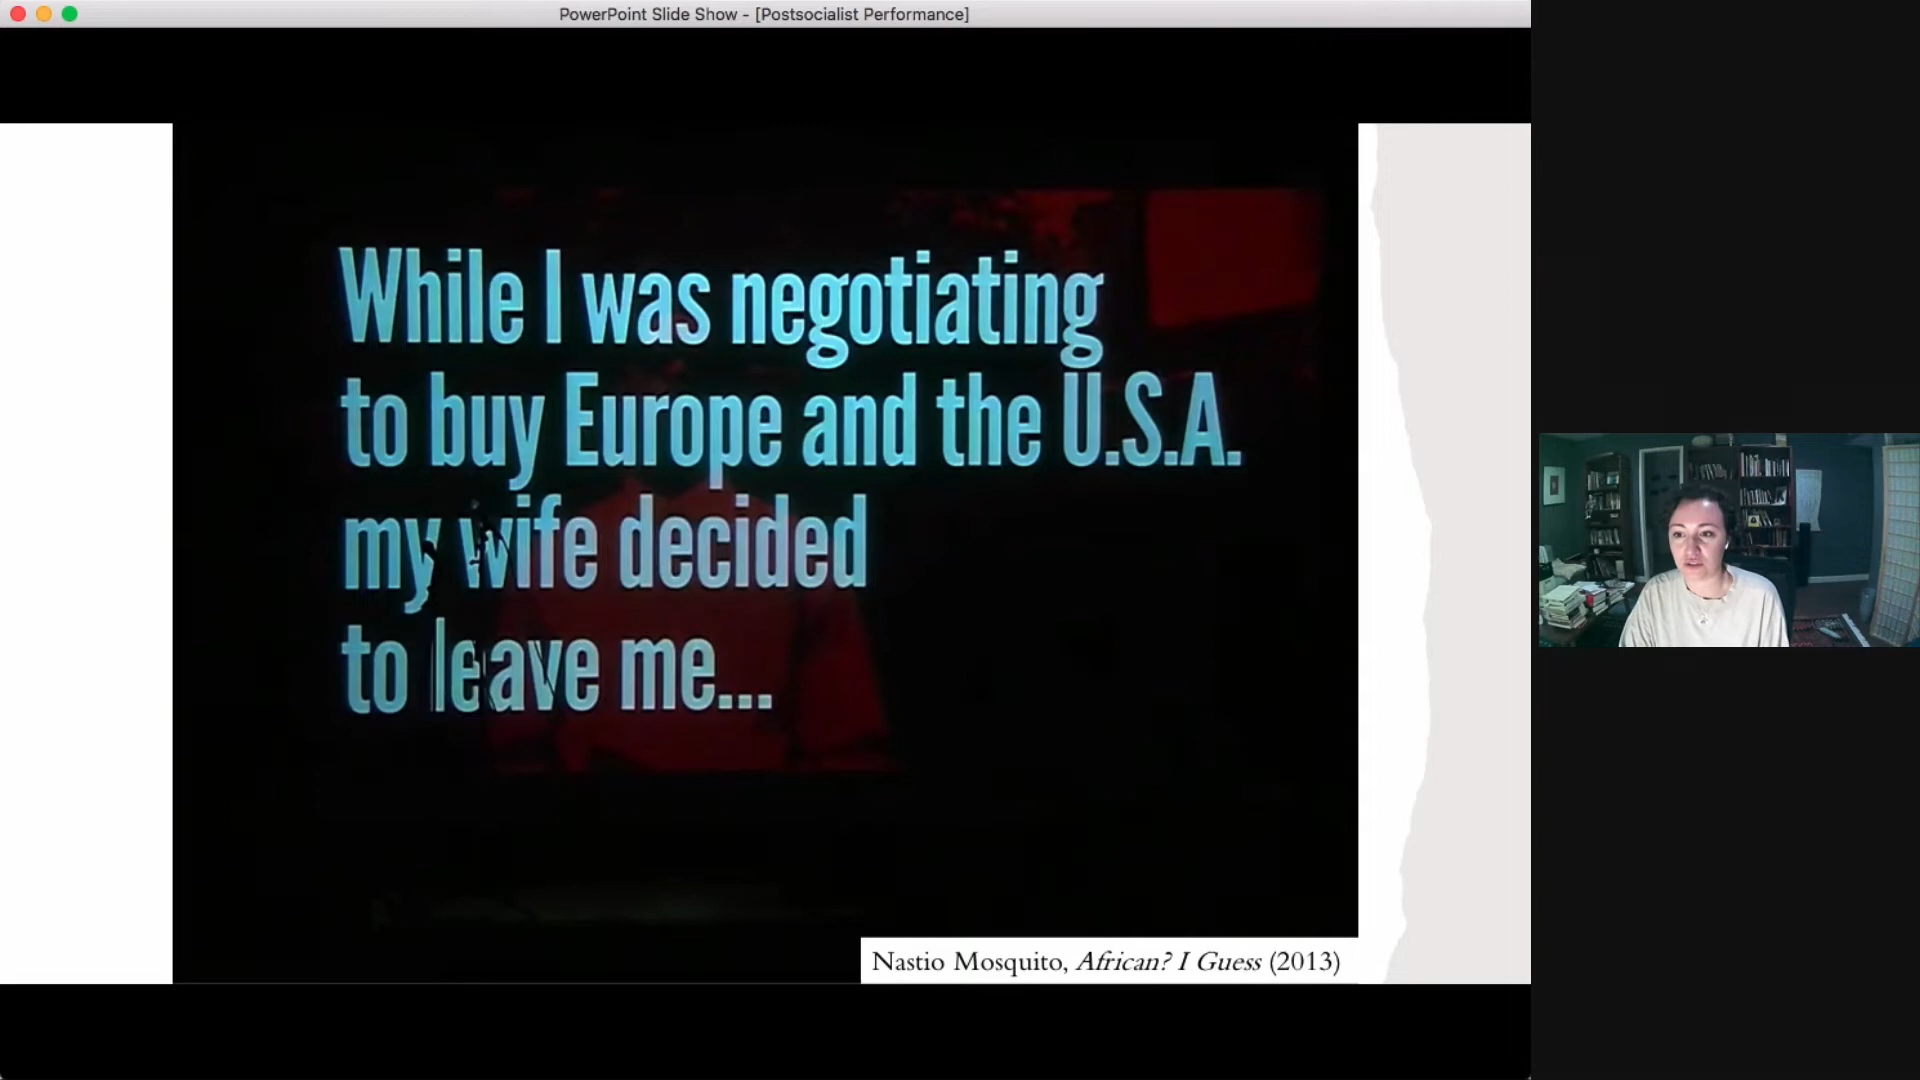 PowerPoint Slide Show - [Postsocialist Performance]
While I was negotiating
to buy Europe and the U.S.A.
my wife decided
to leave me...
Nastio Mosquito, African? I Guess (2013)